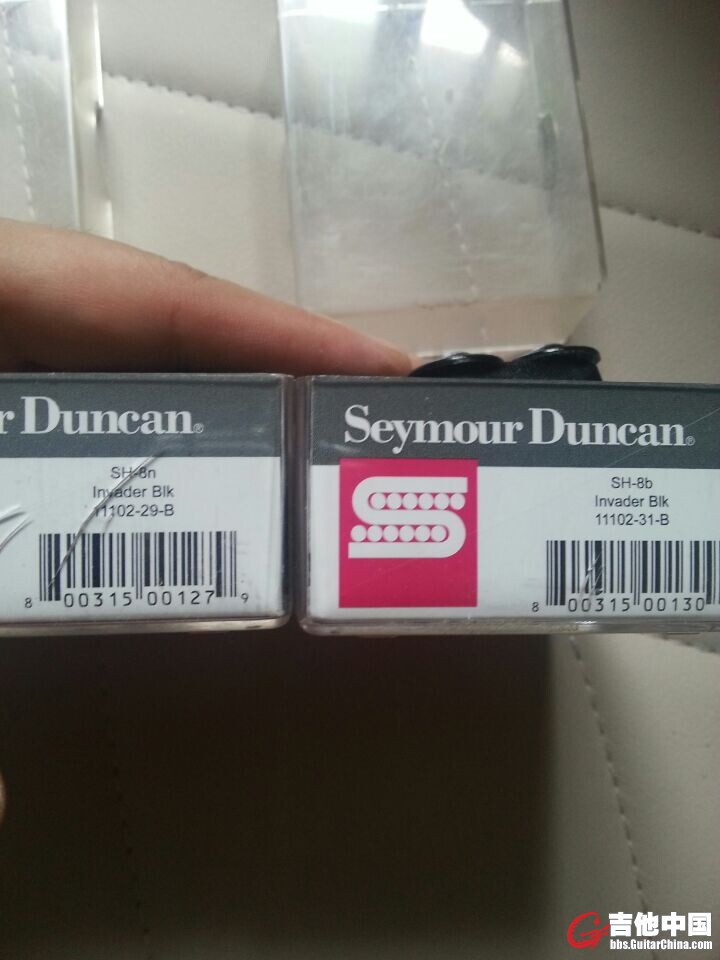 r Duncan®
SH-8n
Invader Blk
11102-29-B
8 00315 00127 9
Seymour Duncan®
SH-8b
Invader Blk
11102-31-B
8 00315 00130
吉他中国
bbs.GuitarChina.com